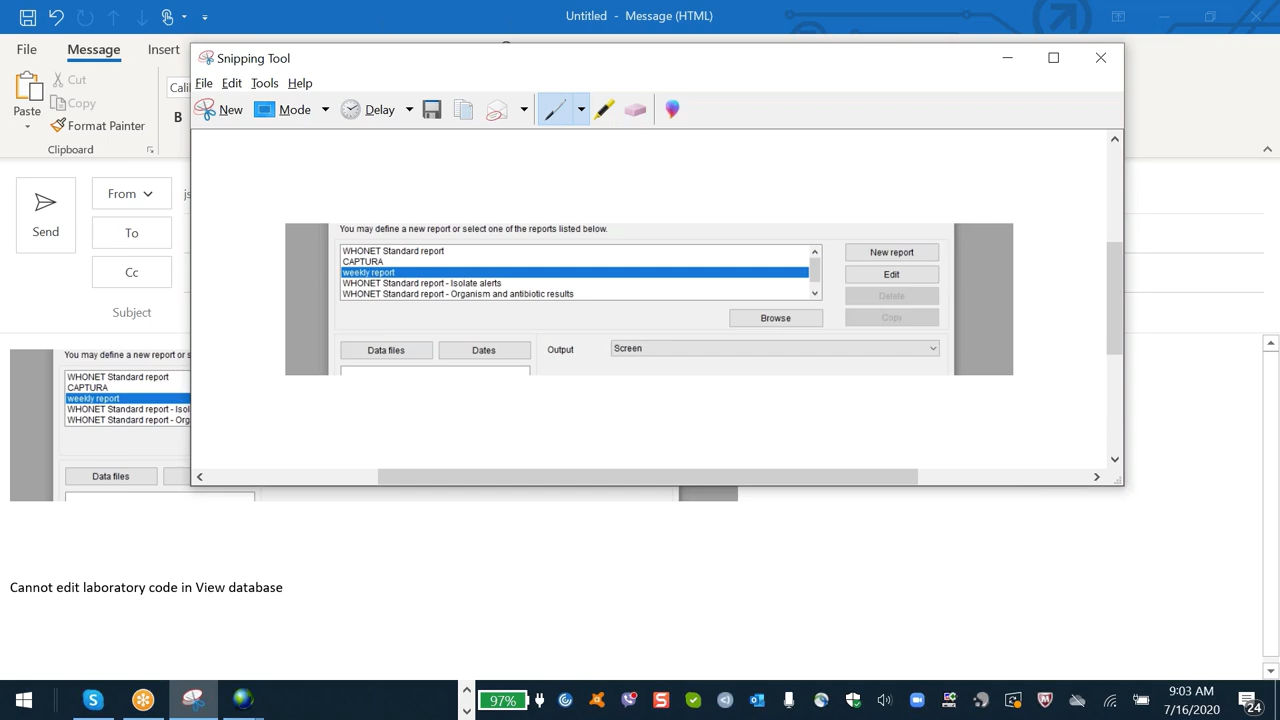 Untitled - Message (HTML)
File
Message
Insert
Paste
Cut
Copy
Format Painter
Clipboard
Cali
B
From
To
Cc
Subject
Send
js
Snipping Tool
File
Edit
Tools
Help
New
Mode
Delay
You may define a new report or select one of the reports listed below.
WHONET Standard report
CAPTURA
weekly report
WHONET Standard report - Isolate alerts
WHONET Standard report - Organism and antibiotic results
New report
Edit
Delete
Copy
Browse
Data files
Dates
Output
Screen
You may define a new report or s
WHONET Standard report
CAPTURA
weekly report
WHONET Standard report - Isol
WHONET Standard report - Org
Data files
Cannot edit laboratory code in View database
97%
9:03 AM
7/16/2020
24